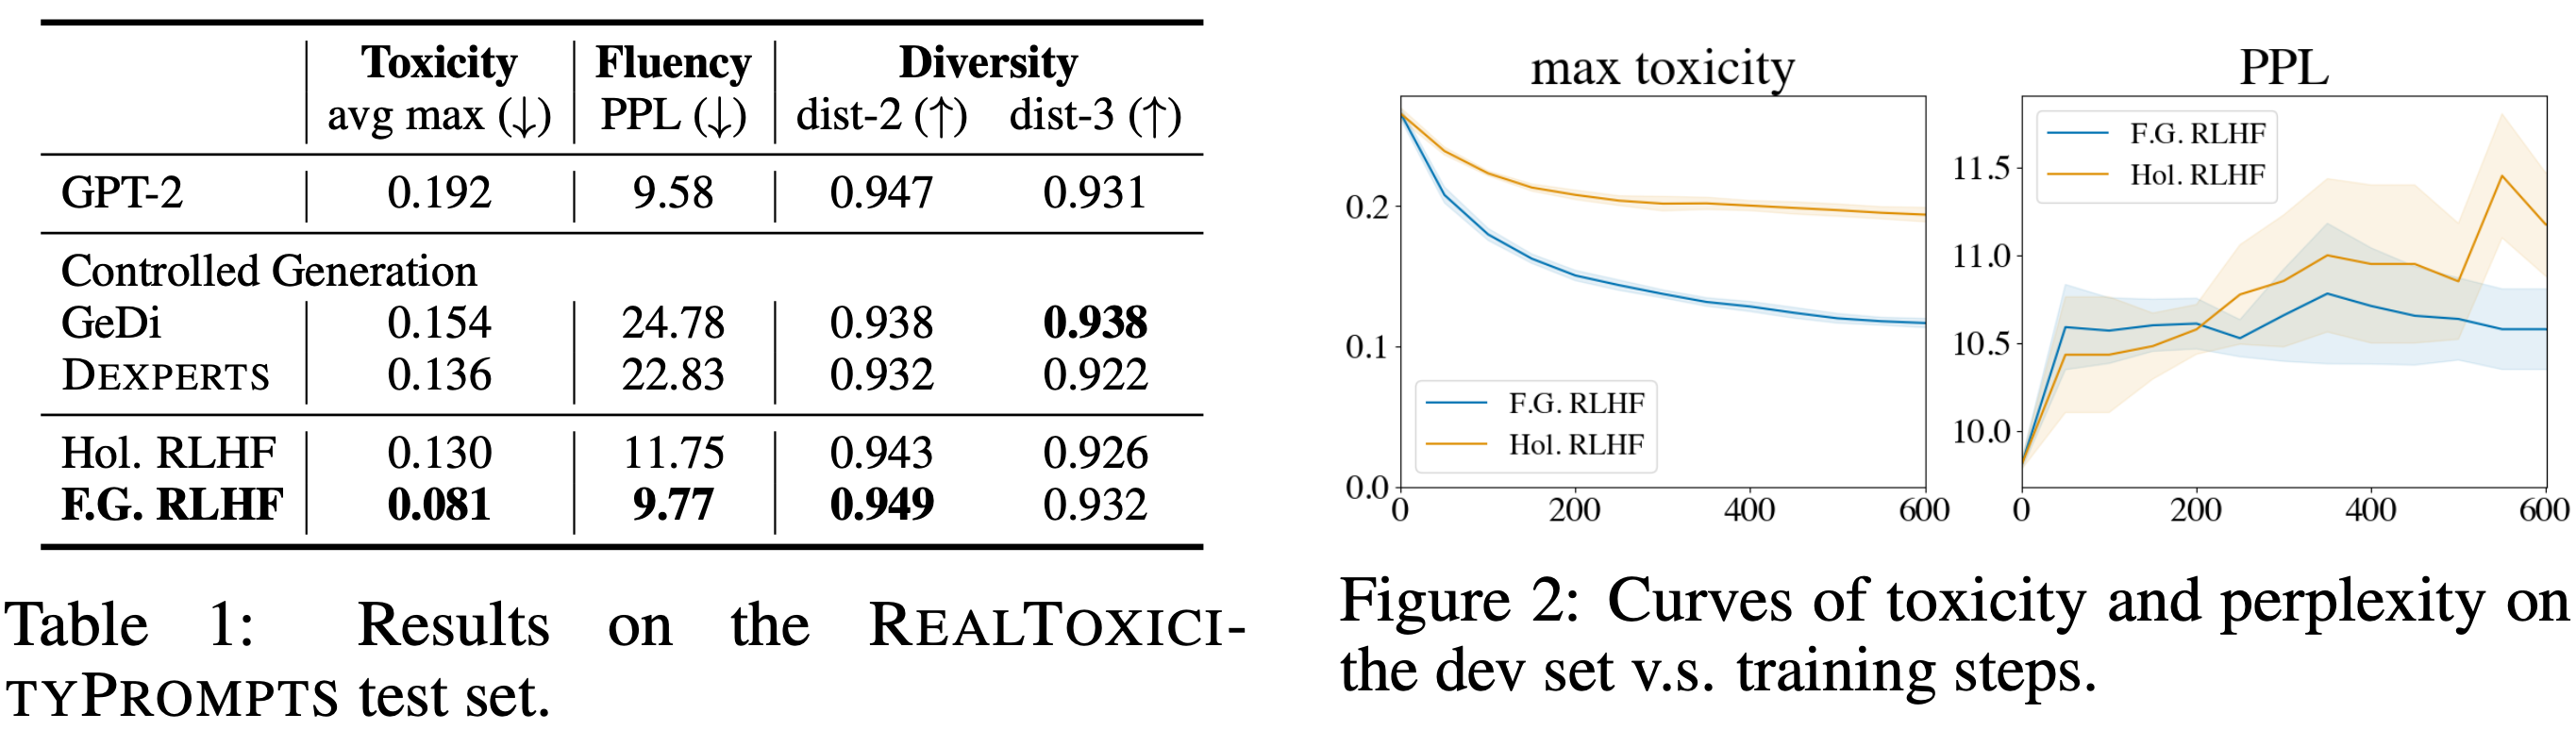 Toxicity Fluency Diversity
avg max (↓) PPL (↓) dist-2 (↑) dist-3 (↑)
GPT-2 0.192 9.58 0.947 0.931
Controlled Generation
GeDi 0.154 24.78 0.938 0.938
DEXPERTS 0.136 22.83 0.932 0.922
Hol. RLHF 0.130 11.75 0.943 0.926
F.G. RLHF 0.081 9.77 0.949 0.932
Table 1: Results on the REALTOXICI-
TYPROMPTS test set.
max toxicity
0.2
0.1
0.0
F.G. RLHF
Hol. RLHF
0 200 400 600
PPL
F.G. RLHF
Hol. RLHF
11.5
11.0
10.5
10.0
0 200 400 600
Figure 2: Curves of toxicity and perplexity on
the dev set v.s. training steps.